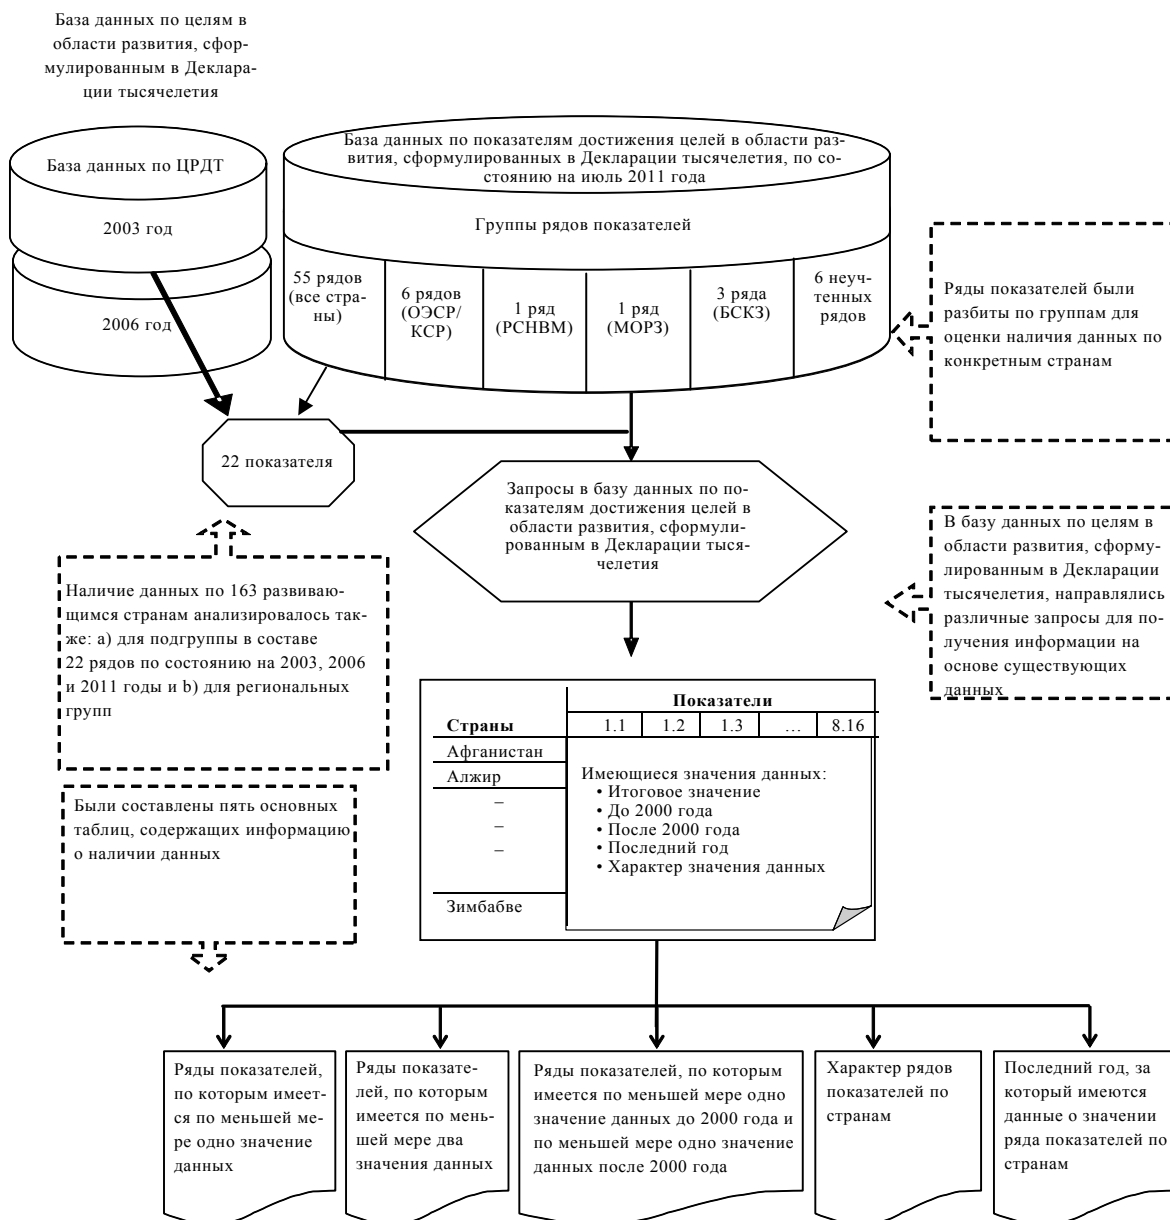 База данных по целям в
области развития, сфор-
мулированным в Деклара-
ции тысячелетия
База данных по ЦРДТ
2003 год
2006 год
База данных по показателям достижения целей в области раз-
вития, сформулированных в Декларации тысячелетия, по со-
стоянию на июль 2011 года
Группы рядов показателей
55 рядов
(все стра-
ны)
6 рядов
(ОЭСР/
КСР)
1 ряд
(РСНВМ)
1 ряд
(МОРЗ)
3 ряда
(БСКЗ)
6 неуч-
тенных
рядов
Ряды показателей были
разбиты по группам для
оценки наличия данных по
конкретным странам
22 показателя
Запросы в базу данных по по-
казателям достижения целей в
области развития, сформули-
рованным в Декларации тыся-
челетия
В базу данных по целям в
области развития, сформу-
лированным в Декларации
тысячелетия, направлялись
различные запросы для по-
лучения информации на
основе существующих
данных
Наличие данных по 163 развиваю-
щимся странам анализировалось так-
же: a) для подгруппы в составе
22 рядов по состоянию на 2003, 2006
и 2011 годы и b) для региональных
групп
Были составлены пять основных
таблиц, содержащих информацию
о наличии данных
Показатели
Страны 1.1 1.2 1.3 … 8.16
Афганистан
Алжир
–
–
–
Зимбабве
Имеющиеся значения данных:
• Итоговое значение
• До 2000 года
• После 2000 года
• Последний год
• Характер значения данных
Ряды показателей,
по которым имеет-
ся по меньшей ме-
ре одно значение
данных
Ряды показате-
лей, по которым
имеется по мень-
шей мере два
значения данных
Ряды показателей, по которым
имеется по меньшей мере одно
значение данных до 2000 года и
по меньшей мере одно значение
данных после 2000 года
Характер рядов
показателей по
странам
Последний год, за
который имеются
данные о значении
ряда показателей по
странам